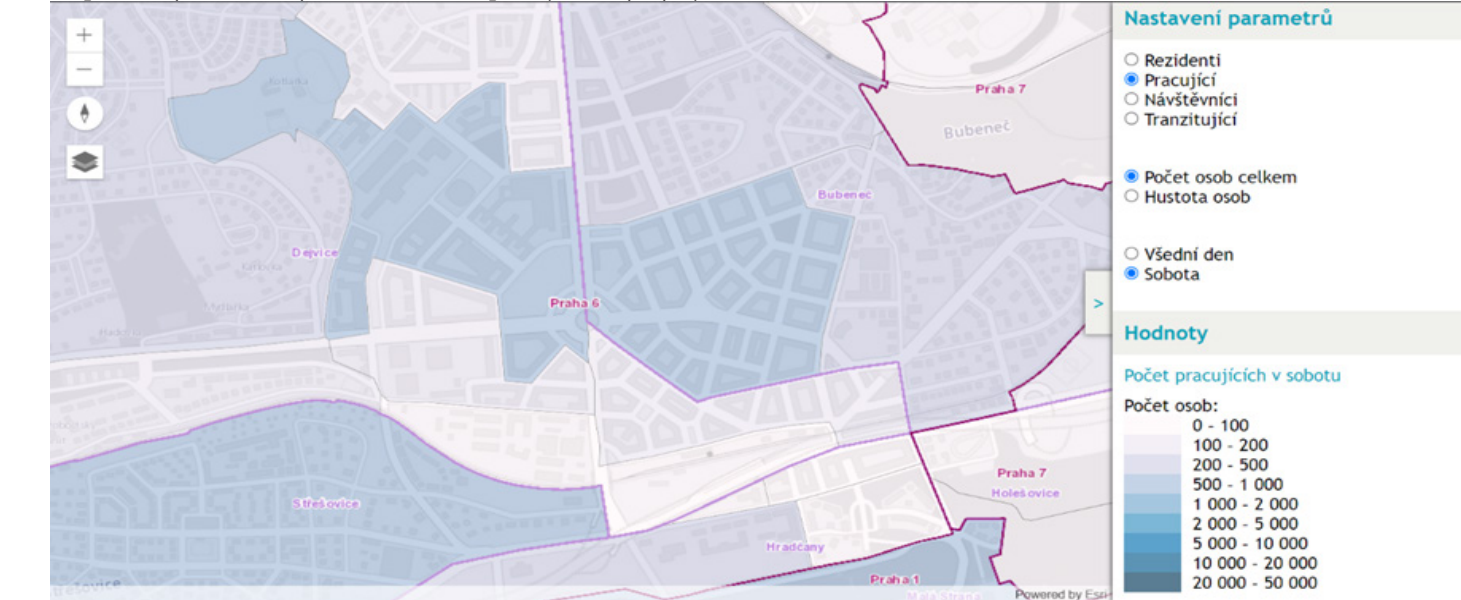 Praha 7
Bubeneč
Bubeneč
Dejvice
Praha 6
Střešovice
Praha 7
Holešovice
Hradčany
Praha 1
Malá Strana
Powered by Esri
>
Nastavení parametrů
Rezidenti
Pracující
Návštěvníci
Tranzitující
Počet osob celkem
Hustota osob
Všední den
Sobota
Hodnoty
Počet pracujících v sobotu
Počet osob:
0 - 100
100 - 200
200 - 500
500 - 1 000
1 000 - 2 000
2 000 - 5 000
5 000 - 10 000
10 000 - 20 000
20 000 - 50 000